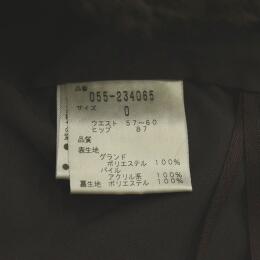 品番
055-234065
サイズ
0
ウエスト 57～60
ヒップ 87
品質
表生地
グランド
ポリエステル 100%
パイル
アクリル系 100%
裏生地 ポリエステル 100%